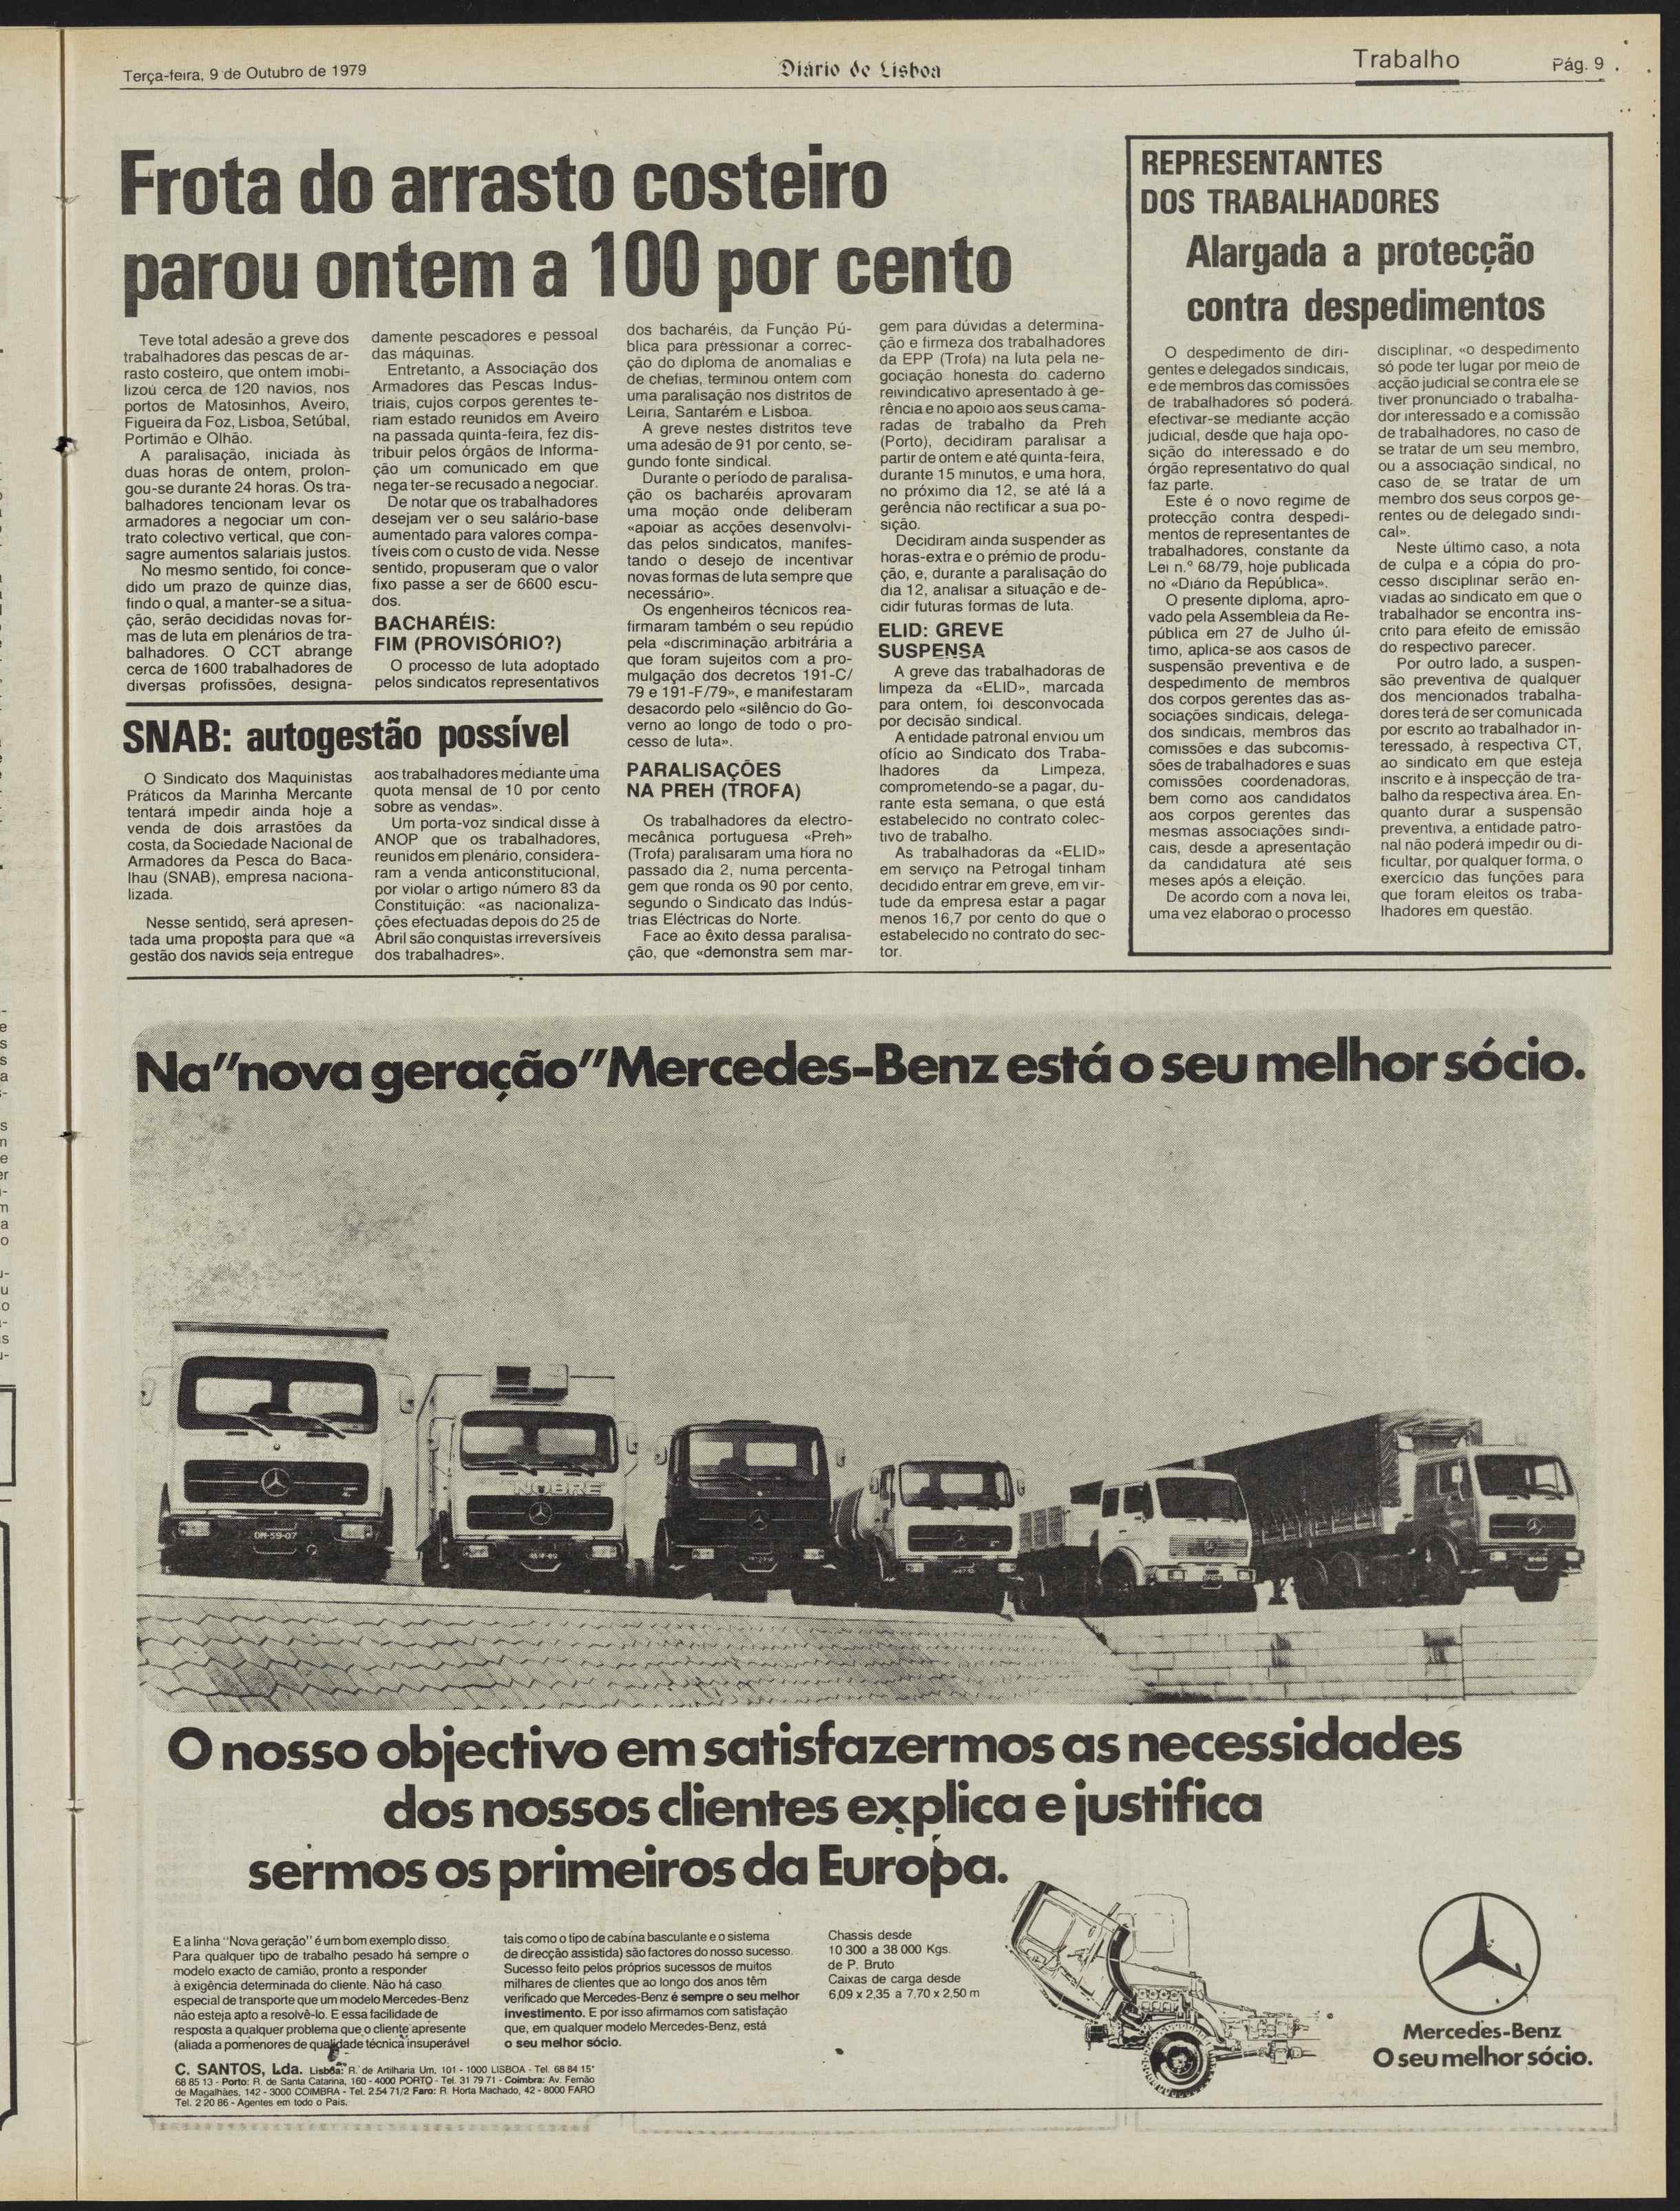 Terça-feira, 9 de Outubro de 1979
Diário de Lisboa
Trabalho
Pág. 9
Frota do arrasto costeiro
parou ontem a 100 por cento
Teve total adesão a greve dos
trabalhadores das pescas de ar-
rasto costeiro, que ontem imobi-
lizou cerca de 120 navios, nos
portos de Matosinhos, Aveiro,
Figueira da Foz, Lisboa, Setúbal,
Portimão e Olhão.
A paralisação, iniciada às
duas horas de ontem, prolon-
gou-se durante 24 horas. Os tra-
balhadores tencionam levar os
armadores a negociar um con-
trato colectivo vertical, que con-
sagre aumentos salariais justos.
No mesmo sentido, foi conce-
dido um prazo de quinze dias,
findo o qual, a manter-se a situa-
ção, serão decididas novas for-
mas de luta em plenários de tra-
balhadores. O CCT abrange
cerca de 1600 trabalhadores de
diversas profissões, designa-
damente pescadores e pessoal
das máquinas.
Entretanto, a Associação dos
Armadores das Pescas Indus-
triais, cujos corpos gerentes te-
riam estado reunidos em Aveiro
na passada quinta-feira, fez dis-
tribuir pelos órgãos de Informa-
ção um comunicado em que
nega ter-se recusado a negociar.
De notar que os trabalhadores
desejam ver o seu salário-base
aumentado para valores compa-
tíveis com o custo de vida. Nesse
sentido, propuseram que o valor
fixo passe a ser de 6600 escu-
dos.
BACHARÉIS:
FIM (PROVISÓRIO?)
O processo de luta adoptado
pelos sindicatos representativos
dos bacharéis, da Função Pú-
blica para pressionar a correc-
ção do diploma de anomalias e
de chefias, terminou ontem com
uma paralisação nos distritos de
Leiria, Santarém e Lisboa.
A greve nestes distritos teve
uma adesão de 91 por cento, se-
gundo fonte sindical.
Durante o período de paralisa-
ção os bacharéis aprovaram
uma moção onde deliberam
«apoiar as acções desenvolvi-
das pelos sindicatos, manifes-
tando o desejo de incentivar
novas formas de luta sempre que
necessário».
Os engenheiros técnicos rea-
firmaram também o seu repúdio
pela «discriminação arbitrária a
que foram sujeitos com a pro-
mulgação dos decretos 191-C/
79 e 191-F/79», e manifestaram
desacordo pelo «silêncio do Go-
verno ao longo de todo o pro-
cesso de luta».
PARALISAÇÕES
NA PREH (TROFA)
Os trabalhadores da electro-
mecânica portuguesa «Preh»
(Trofa) paralisaram uma hora no
passado dia 2, numa percenta-
gem que ronda os 90 por cento,
segundo o Sindicato das Indús-
trias Eléctricas do Norte.
Face ao êxito dessa paralisa-
ção, que «demonstra sem mar-
gem para dúvidas a determina-
ção e firmeza dos trabalhadores
da EPP (Trofa) na luta pela ne-
gociação honesta do caderno
reivindicativo apresentado à ge-
rência e no apoio aos seus cama-
radas de trabalho da Preh
(Porto), decidiram paralisar a
partir de ontem e até quinta-feira,
durante 15 minutos, e uma hora,
no próximo dia 12, se até lá a
gerência não rectificar a sua po-
sição.
Decidiram ainda suspender as
horas-extra e o prémio de produ-
ção, e, durante a paralisação do
dia 12, analisar a situação e de-
cidir futuras formas de luta.
ELID: GREVE
SUSPENSA
A greve das trabalhadoras de
limpeza da «ELID», marcada
para ontem, foi desconvocada
por decisão sindical.
A entidade patronal enviou um
ofício ao Sindicato dos Traba-
lhadores da Limpeza,
comprometendo-se a pagar, du-
rante esta semana, o que está
estabelecido no contrato colec-
tivo de trabalho.
As trabalhadoras da «ELID»
em serviço na Petrogal tinham
decidido entrar em greve, em vir-
tude da empresa estar a pagar
menos 16,7 por cento do que o
estabelecido no contrato do sec-
tor.
SNAB: autogestão possível
O Sindicato dos Maquinistas
Práticos da Marinha Mercante
tentará impedir ainda hoje a
venda de dois arrastões da
costa, da Sociedade Nacional de
Armadores da Pesca do Baca-
lhau (SNAB), empresa naciona-
lizada.
Nesse sentido, será apresen-
tada uma proposta para que «a
gestão dos navios seja entregue
aos trabalhadores mediante uma
quota mensal de 10 por cento
sobre as vendas».
Um porta-voz sindical disse à
ANOP que os trabalhadores,
reunidos em plenário, considera-
ram a venda anticonstitucional,
por violar o artigo número 83 da
Constituição: «as nacionaliza-
ções efectuadas depois do 25 de
Abril são conquistas irreversíveis
dos trabalhadres».
REPRESENTANTES
DOS TRABALHADORES
Alargada a protecção
contra despedimentos
O despedimento de diri-
gentes e delegados sindicais,
e de membros das comissões
de trabalhadores só poderá
efectivar-se mediante acção
judicial, desde que haja opo-
sição do interessado e do
órgão representativo do qual
faz parte.
Este é o novo regime de
protecção contra despedi-
mentos de representantes de
trabalhadores, constante da
Lei n.º 68/79, hoje publicada
no «Diário da República».
O presente diploma, apro-
vado pela Assembleia da Re-
pública em 27 de Julho úl-
timo, aplica-se aos casos de
suspensão preventiva e de
despedimento de membros
dos corpos gerentes das as-
sociações sindicais, delega-
dos sindicais, membros das
comissões e das subcomis-
sões de trabalhadores e suas
comissões coordenadoras,
bem como aos candidatos
aos corpos gerentes das
mesmas associações sindi-
cais, desde a apresentação
da candidatura até seis
meses após a eleição.
De acordo com a nova lei,
uma vez elaborao o processo
disciplinar, «o despedimento
só pode ter lugar por meio de
acção judicial se contra ele se
tiver pronunciado o trabalha-
dor interessado e a comissão
de trabalhadores, no caso de
se tratar de um seu membro,
ou a associação sindical, no
caso de se tratar de um
membro dos seus corpos ge-
rentes ou de delegado sindi-
cal».
Neste último caso, a nota
de culpa e a cópia do pro-
cesso disciplinar serão en-
viadas ao sindicato em que o
trabalhador se encontra ins-
crito para efeito de emissão
do respectivo parecer.
Por outro lado, a suspen-
são preventiva de qualquer
dos mencionados trabalha-
dores terá de ser comunicada
por escrito ao trabalhador in-
teressado, à respectiva CT,
ao sindicato em que esteja
inscrito e à inspecção de tra-
balho da respectiva área. En-
quanto durar a suspensão
preventiva, a entidade patro-
nal não poderá impedir ou di-
ficultar, por qualquer forma, o
exercício das funções para
que foram eleitos os traba-
lhadores em questão.
Na "nova geração" Mercedes-Benz está o seu melhor sócio.
NOBRE
DM-59-07
O nosso objectivo em satisfazermos as necessidades
dos nossos clientes explica e justifica
sermos os primeiros da Europa.
E a linha "Nova geração" é um bom exemplo disso.
Para qualquer tipo de trabalho pesado há sempre o
modelo exacto de camião, pronto a responder
à exigência determinada do cliente. Não há caso
especial de transporte que um modelo Mercedes-Benz
não esteja apto a resolvê-lo. E essa facilidade de
resposta a qualquer problema que o cliente apresente
(aliada a pormenores de qualidade técnica insuperável
tais como o tipo de cabina basculante e o sistema
de direcção assistida) são factores do nosso sucesso.
Sucesso feito pelos próprios sucessos de muitos
milhares de clientes que ao longo dos anos têm
verificado que Mercedes-Benz é sempre o seu melhor
investimento. E por isso afirmamos com satisfação
que, em qualquer modelo Mercedes-Benz, está
o seu melhor sócio.
Chassis desde
10 300 a 38 000 Kgs.
de P. Bruto
Caixas de carga desde
6,09 x 2,35 a 7,70 x 2,50 m
C. SANTOS, Lda. Lisboa: R. de Artilharia Um, 101 - 1000 LISBOA - Tel. 68 84 15
68 85 13 - Porto: R. de Santa Catarina, 160 - 4000 PORTO - Tel. 31 79 71 - Coimbra: Av. Fernão
de Magalhães, 142 - 3000 COIMBRA - Tel. 2 54 71/2 Faro: R. Horta Machado, 42 - 8000 FARO
Tel. 2 20 86 - Agentes em todo o País.
Mercedes-Benz
O seu melhor sócio.